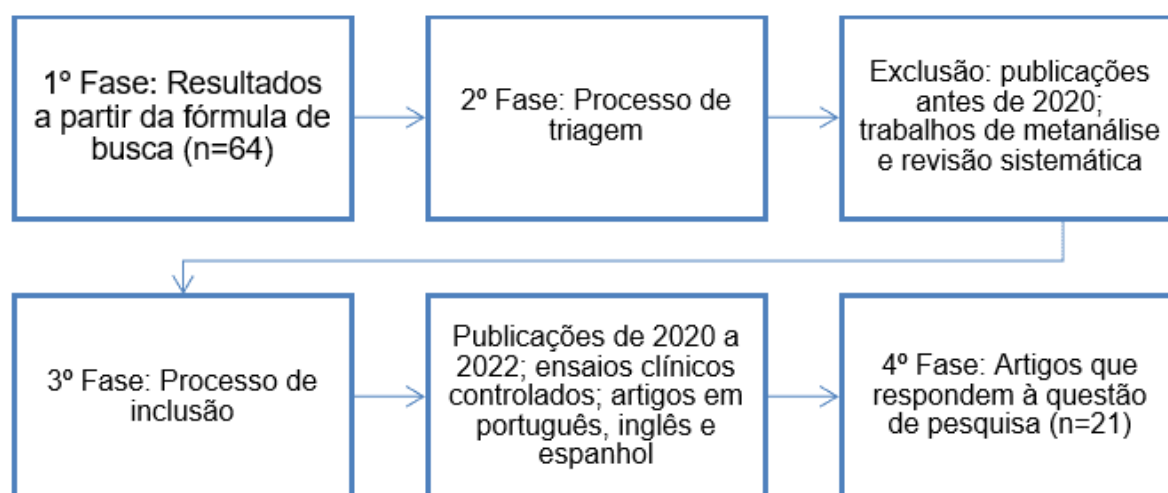 1º Fase: Resultados
a partir da fórmula de
busca (n=64)
2º Fase: Processo de
triagem
Exclusão: publicações
antes de 2020;
trabalhos de metanálise
e revisão sistemática
3º Fase: Processo de
inclusão
Publicações de 2020 a
2022; ensaios clínicos
controlados; artigos em
português, inglês e
espanhol
4º Fase: Artigos que
respondem à questão
de pesquisa (n=21)